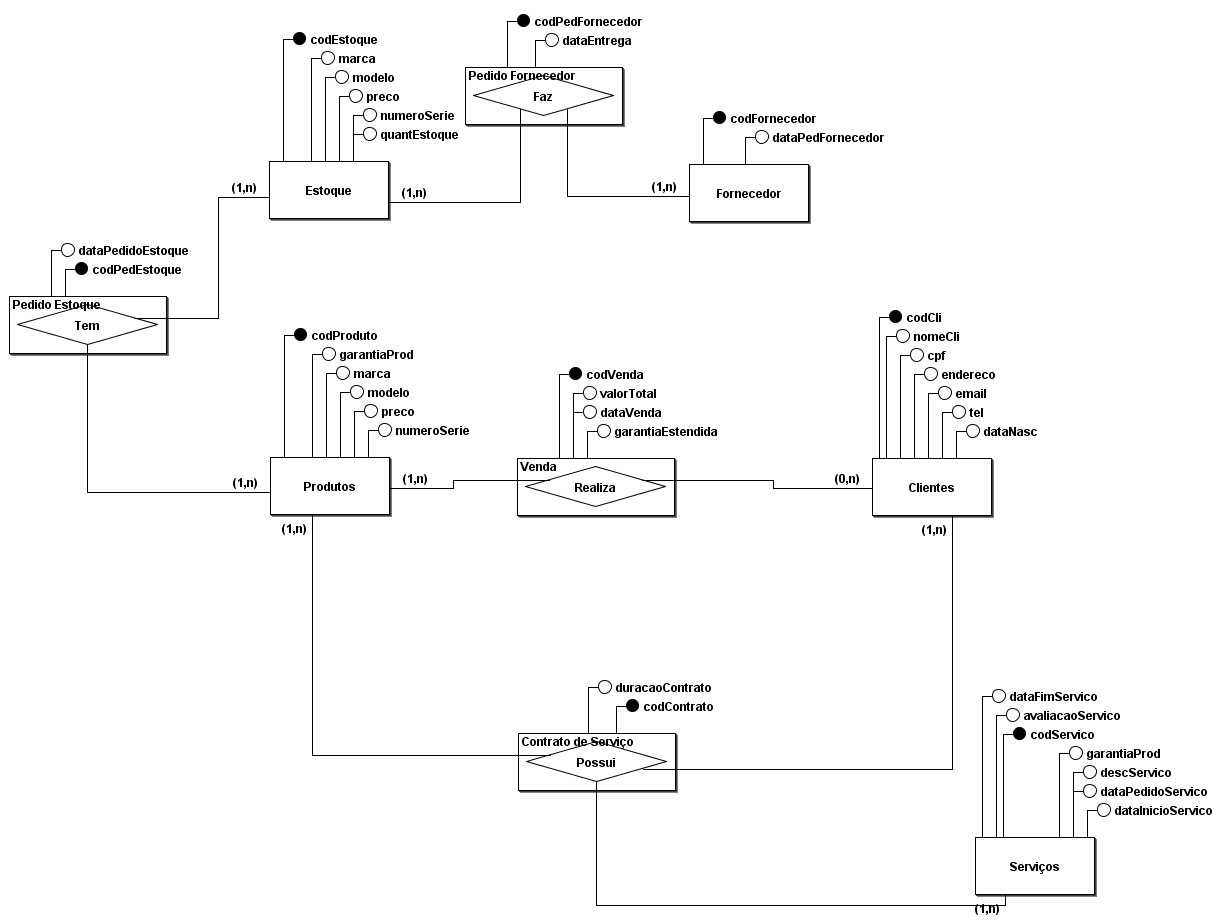 codPedFornecedor
dataEntrega
Pedido Fornecedor
Faz
codEstoque
marca
modelo
preco
numeroSerie
quantEstoque
Estoque
(1,n)
(1,n)
(1,n)
codFornecedor
dataPedFornecedor
Fornecedor
dataPedidoEstoque
codPedEstoque
Pedido Estoque
Tem
codProduto
garantiaProd
marca
modelo
preco
numeroSerie
Produtos
(1,n)
(1,n)
(1,n)
codVenda
valorTotal
dataVenda
garantiaEstendida
Venda
Realiza
(0,n)
codCli
nomeCli
cpf
endereco
email
tel
dataNasc
Clientes
(1,n)
duracaoContrato
codContrato
Contrato de Serviço
Possui
dataFimServico
avaliacaoServico
codServico
garantiaProd
descServico
dataPedidoServico
dataInicioServico
Serviços
(1,n)